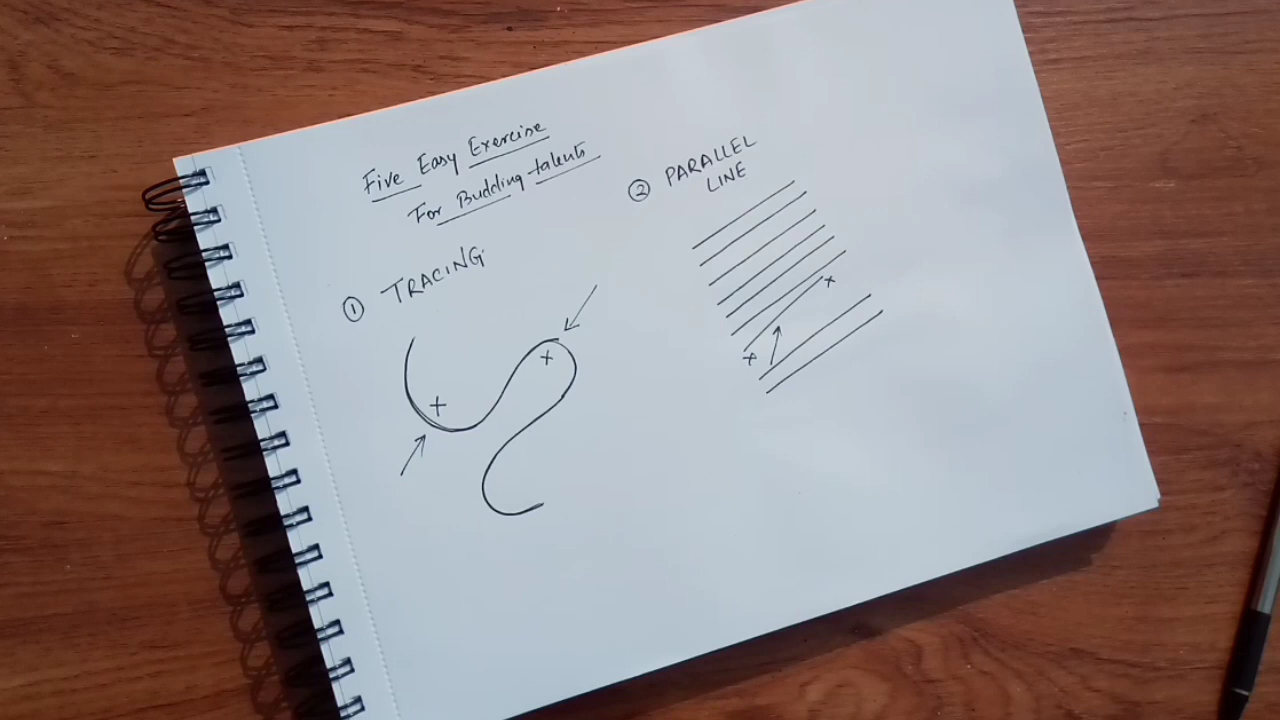 Five Easy Exercise
For Budding talents
① TRACING
② PARALLEL
LINE